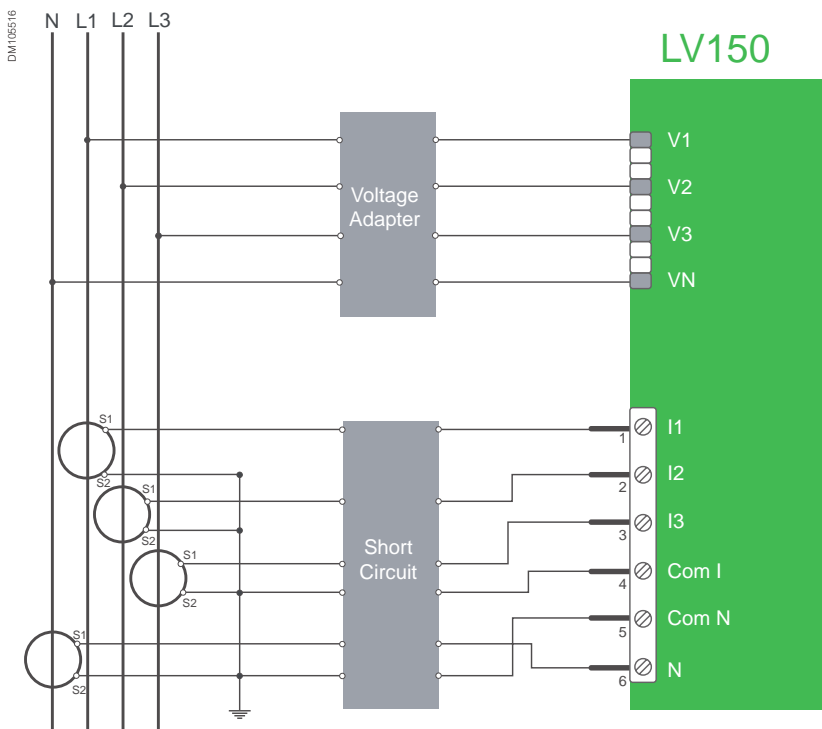 DM105516
N L1 L2 L3
LV150
V1
Voltage
Adapter
V2
V3
VN
S1
S2
S1
S2
S1
S2
S1
S2
Short
Circuit
1
I1
2
I2
3
I3
4
Com I
5
Com N
6
N